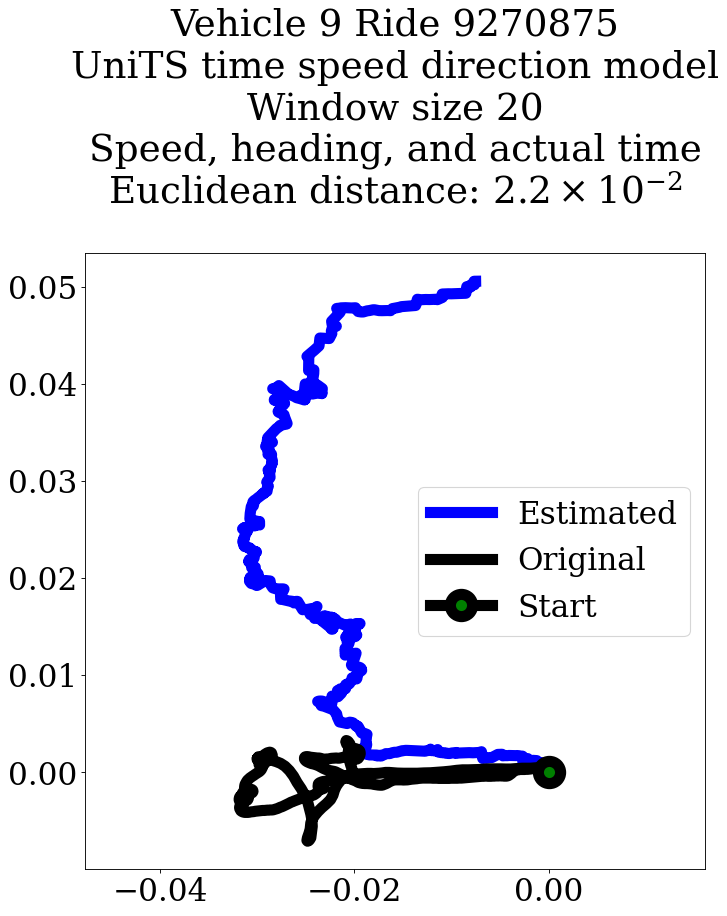 Vehicle 9 Ride 9270875
UniTS time speed direction model
Window size 20
Speed, heading, and actual time
Euclidean distance: 2.2 × 10⁻²
0.05
0.04
0.03
0.02
0.01
0.00
Estimated
Original
Start
−0.04 −0.02 0.00